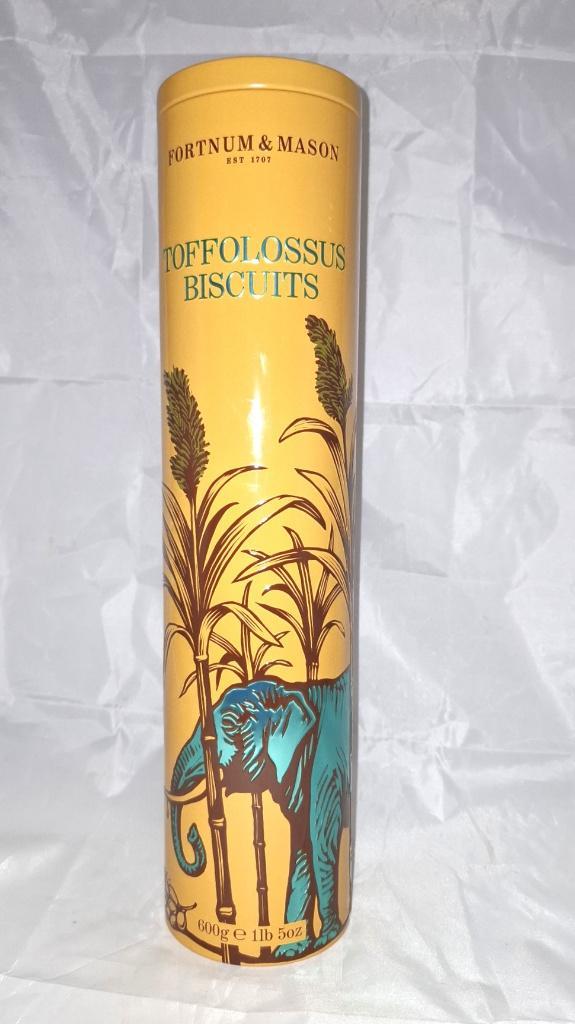 FORTNUM & MASON
EST 1707
TOFFOLOSSUS
BISCUITS
600g ℮ 1lb 5oz